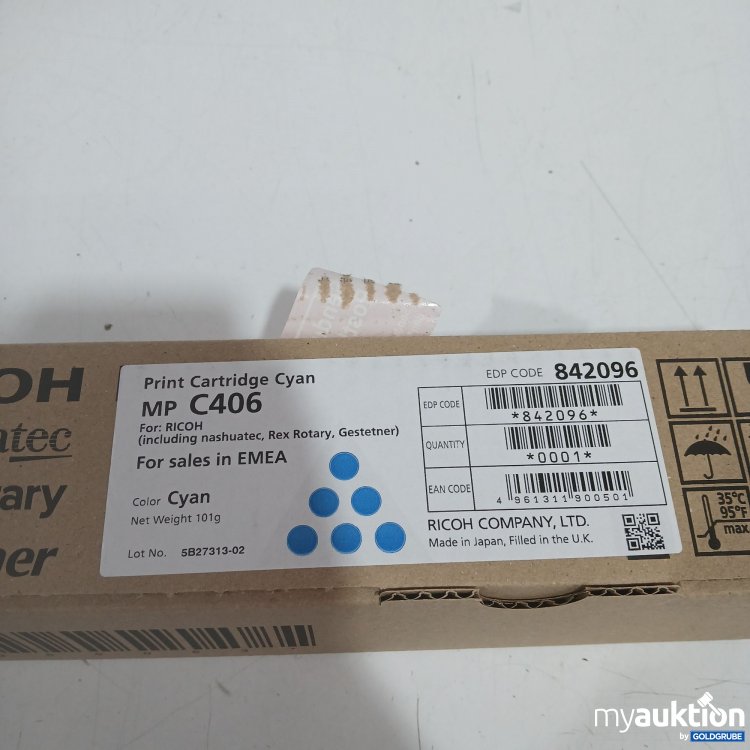 OH
atec
ary
ner
Print Cartridge Cyan
MP C406
For: RICOH
(including nashuatec, Rex Rotary, Gestetner)
For sales in EMEA
Color Cyan
Net Weight 101g
Lot No. 5B27313-02
EDP CODE 842096
EDP CODE
*842096*
QUANTITY
*0001*
EAN CODE
4 961311 900501
RICOH COMPANY, LTD.
Made in Japan, Filled in the U.K.
35°C
95°F
max.
myauktion
by GOLDGRUBE